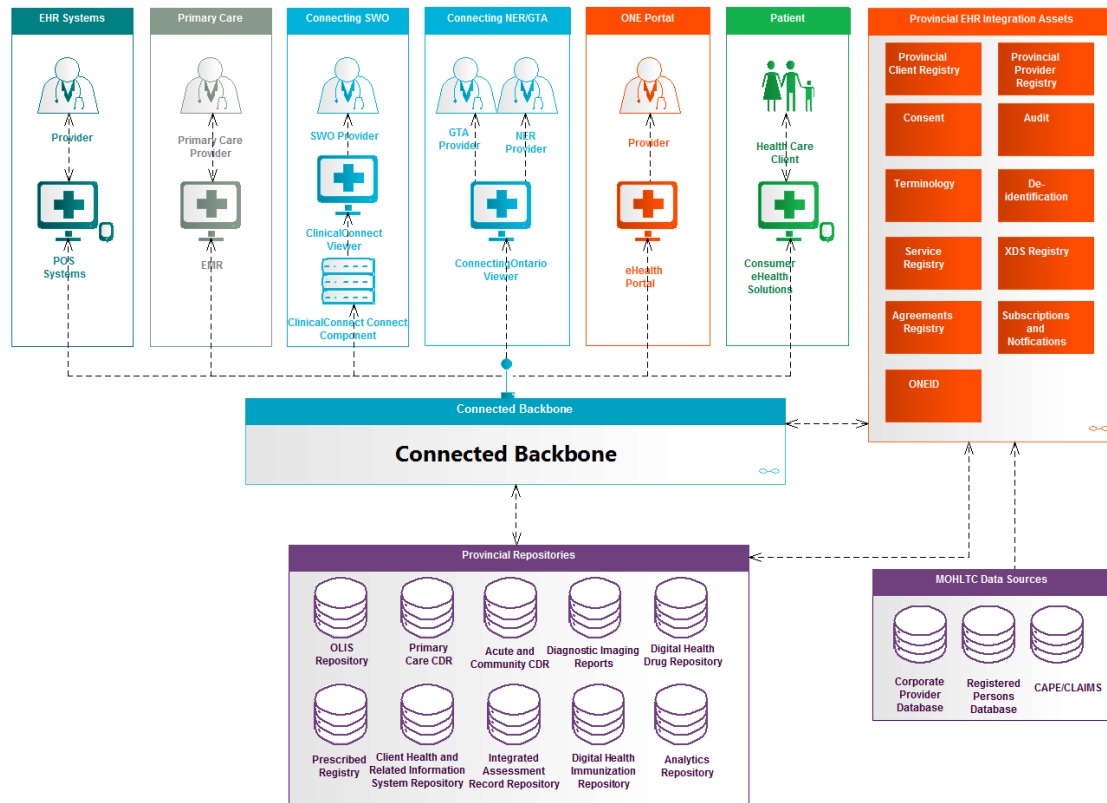 EHR Systems
Provider
POS
Systems
Primary Care
Primary Care
Provider
EMR
Connecting SWO
SWO Provider
ClinicalConnect
Viewer
ClinicalConnect Connect
Component
Connecting NER/GTA
GTA
Provider
NER
Provider
ConnectingOntario
Viewer
ONE Portal
Provider
eHealth
Portal
Patient
Health Care
Client
Consumer
eHealth
Solutions
Provincial EHR Integration Assets
Provincial
Client Registry
Provincial
Provider
Registry
Consent
Audit
Terminology
De-
identification
Service
Registry
XDS Registry
Agreements
Registry
Subscriptions
and
Notfications
ONEID
Connected Backbone
Connected Backbone
Provincial Repositories
OLIS
Repository
Primary
Care CDR
Acute and
Community CDR
Diagnostic Imaging
Reports
Digital Health
Drug Repository
Prescribed
Registry
Client Health and
Related Information
System Repository
Integrated
Assessment
Record Repository
Digital Health
Immunization
Repository
Analytics
Repository
MOHLTC Data Sources
Corporate
Provider
Database
Registered
Persons
Database
CAPE/CLAIMS